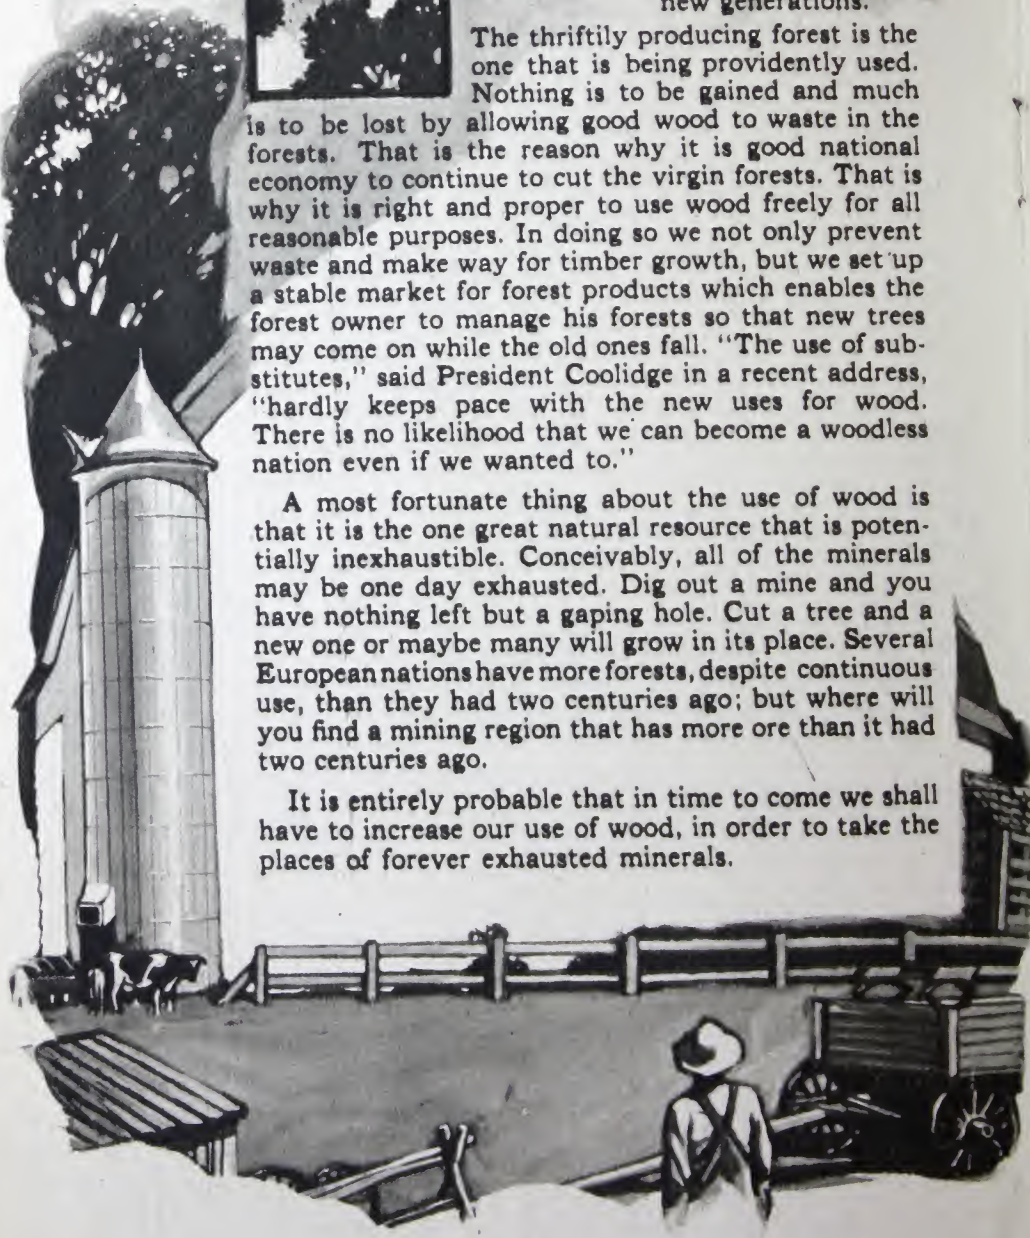 new generations.
The thriftily producing forest is the
one that is being providently used.
Nothing is to be gained and much
is to be lost by allowing good wood to waste in the
forests. That is the reason why it is good national
economy to continue to cut the virgin forests. That is
why it is right and proper to use wood freely for all
reasonable purposes. In doing so we not only prevent
waste and make way for timber growth, but we set up
a stable market for forest products which enables the
forest owner to manage his forests so that new trees
may come on while the old ones fall. "The use of sub-
stitutes," said President Coolidge in a recent address,
"hardly keeps pace with the new uses for wood.
There is no likelihood that we can become a woodless
nation even if we wanted to."
A most fortunate thing about the use of wood is
that it is the one great natural resource that is poten-
tially inexhaustible. Conceivably, all of the minerals
may be one day exhausted. Dig out a mine and you
have nothing left but a gaping hole. Cut a tree and a
new one or maybe many will grow in its place. Several
European nations have more forests, despite continuous
use, than they had two centuries ago; but where will
you find a mining region that has more ore than it had
two centuries ago.
It is entirely probable that in time to come we shall
have to increase our use of wood, in order to take the
places of forever exhausted minerals.